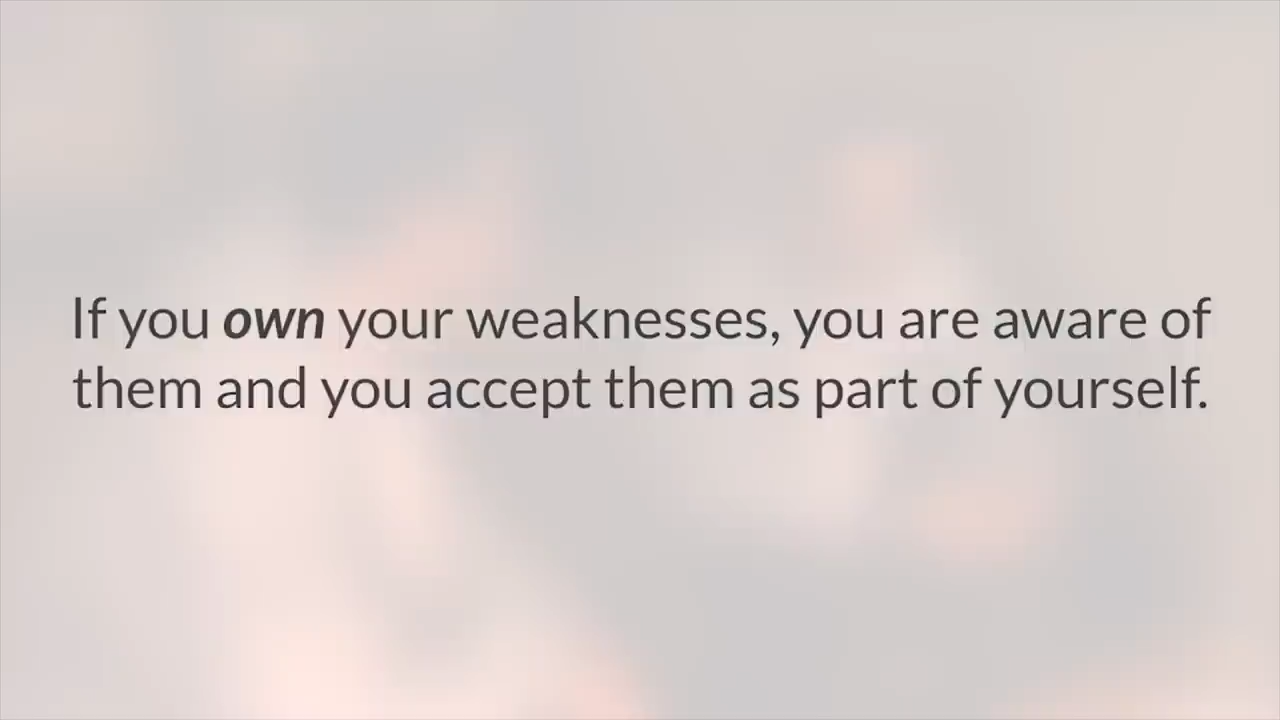 If you own your weaknesses, you are aware of
them and you accept them as part of yourself.